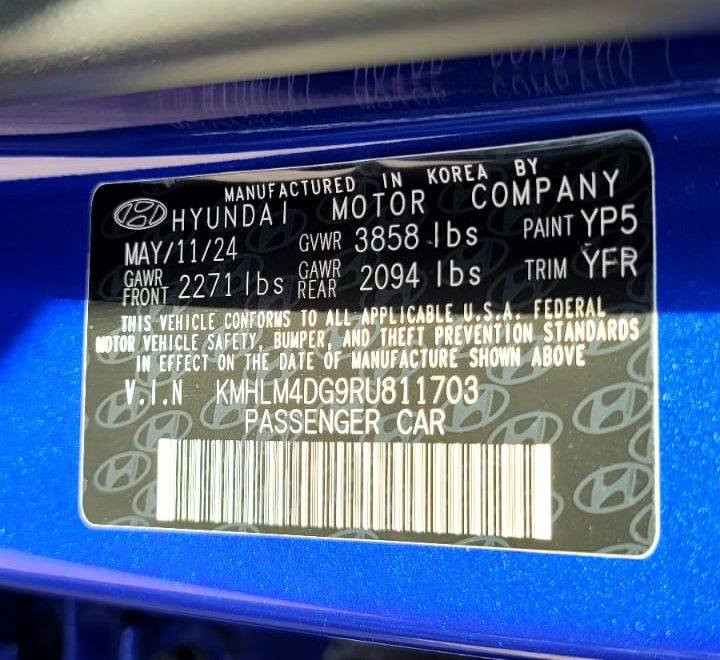 MANUFACTURED IN KOREA BY
HYUNDAI MOTOR COMPANY
MAY/11/24 GVWR 3858 lbs PAINT YP5
GAWR FRONT 2271 lbs GAWR REAR 2094 lbs TRIM YFR
THIS VEHICLE CONFORMS TO ALL APPLICABLE U.S.A. FEDERAL
MOTOR VEHICLE SAFETY, BUMPER, AND THEFT PREVENTION STANDARDS
IN EFFECT ON THE DATE OF MANUFACTURE SHOWN ABOVE
V.I.N KMHLM4DG9RU811703
PASSENGER CAR